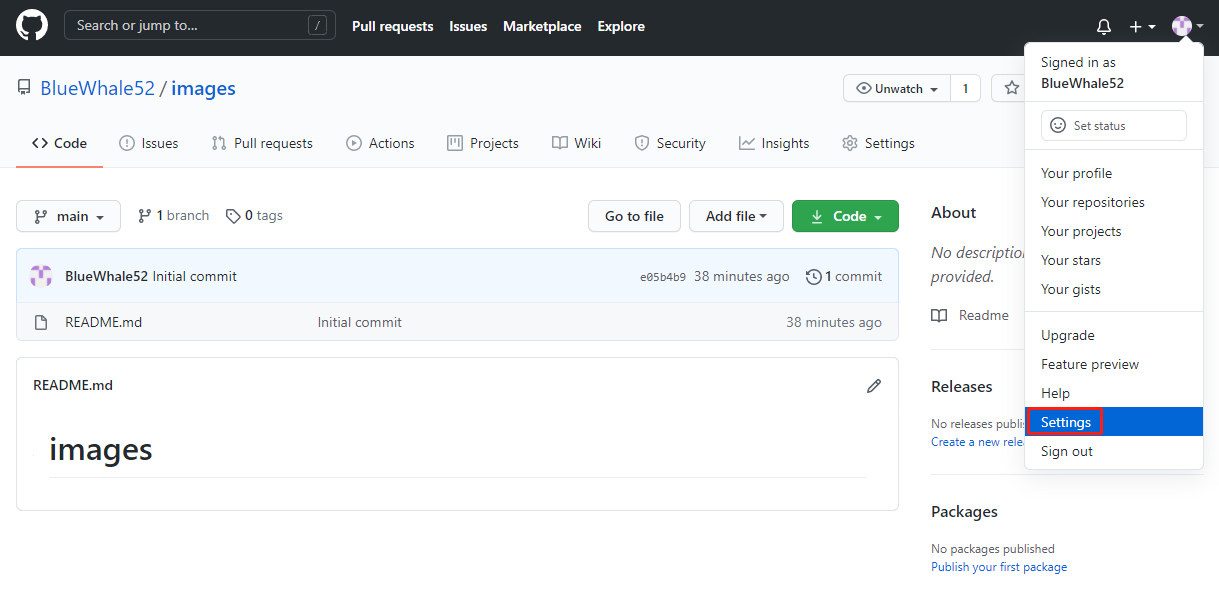 Search or jump to... /
Pull requests Issues Marketplace Explore
Signed in as
BlueWhale52
Set status
Your profile
Your repositories
Your projects
Your stars
Your gists
Upgrade
Feature preview
Help
Settings
Sign out
BlueWhale52 / images
Unwatch 1
Code Issues Pull requests Actions Projects Wiki Security Insights Settings
main 1 branch 0 tags Go to file Add file Code
BlueWhale52 Initial commit e05b4b9 38 minutes ago 1 commit
README.md Initial commit 38 minutes ago
README.md
images
About
No description
provided.
Readme
Releases
No releases publi
Create a new rele
Packages
No packages published
Publish your first package